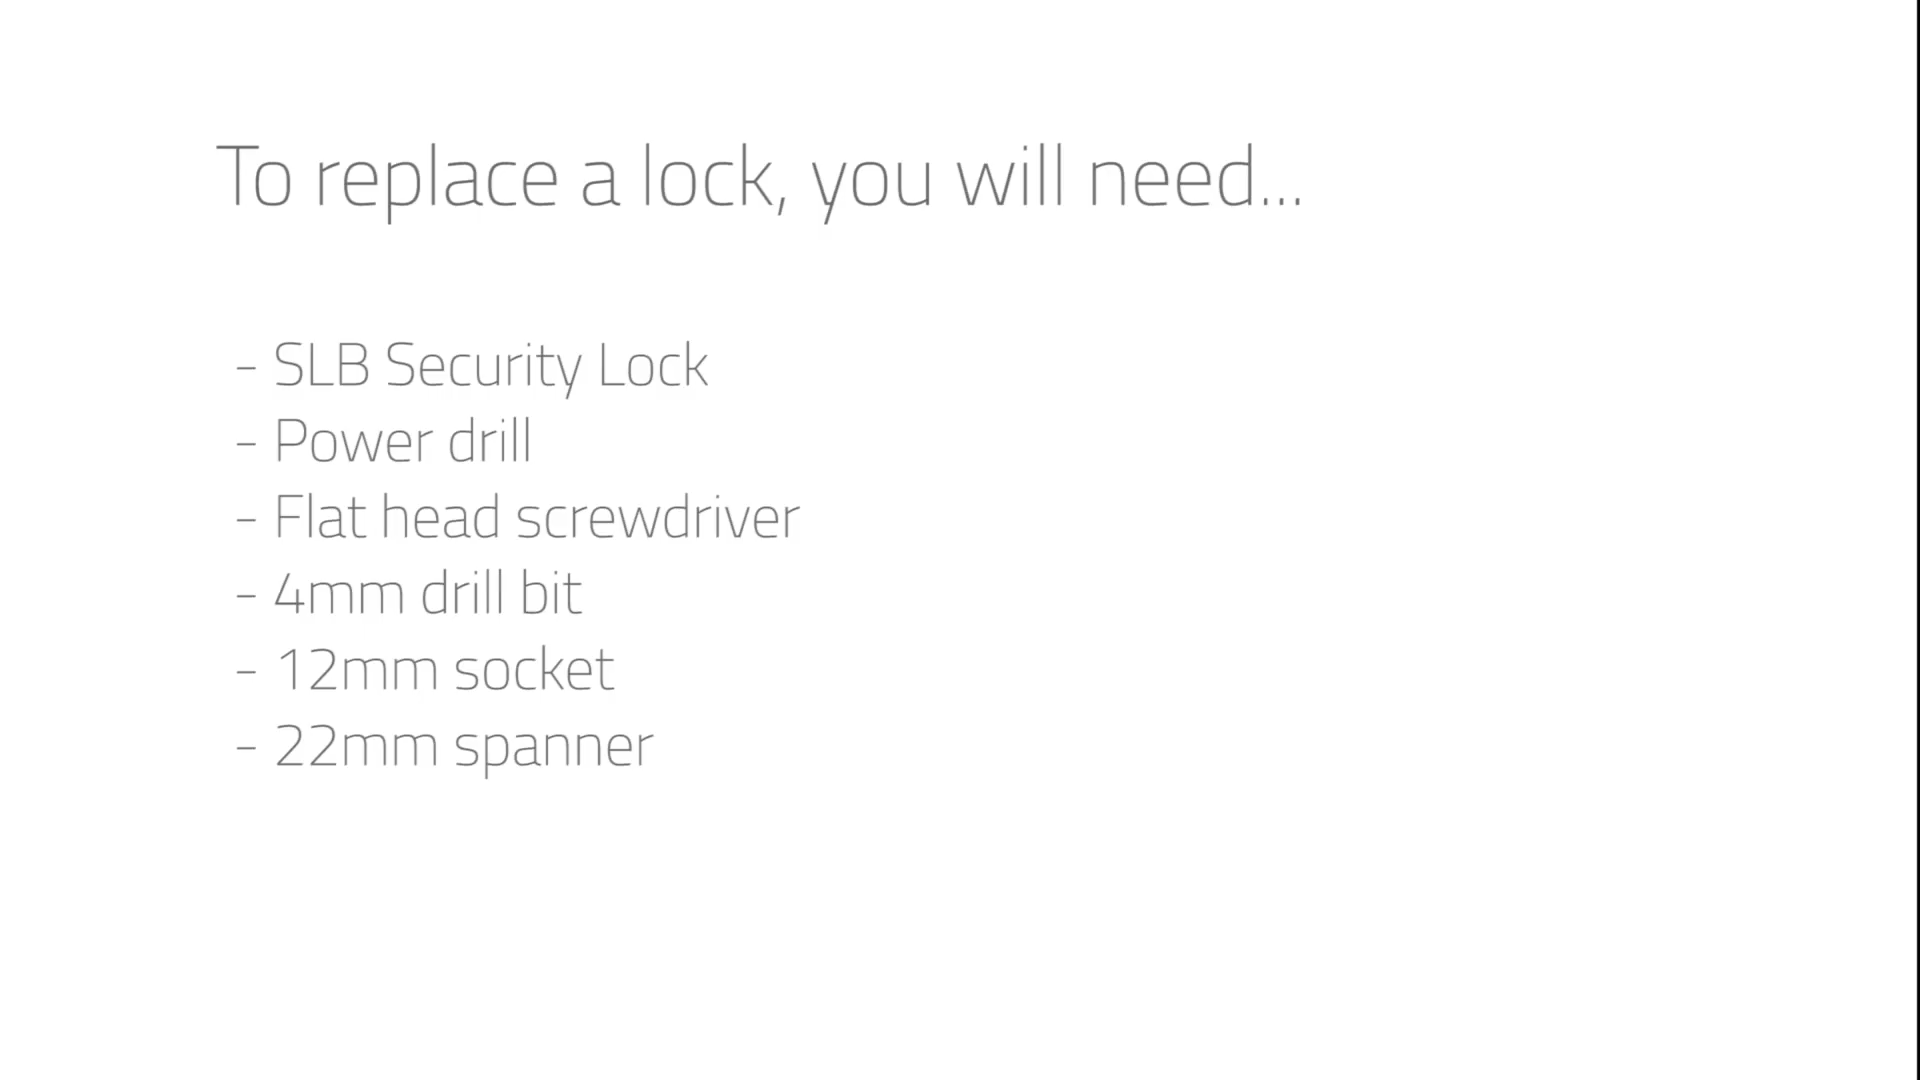 To replace a lock, you will need...
- SLB Security Lock
- Power drill
- Flat head screwdriver
- 4mm drill bit
- 12mm socket
- 22mm spanner